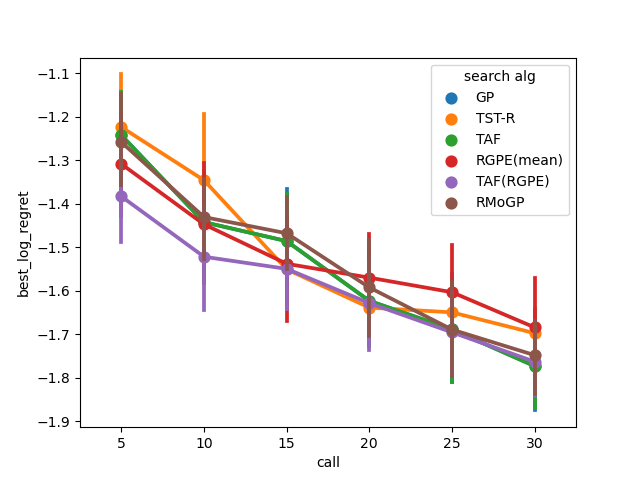 search alg
GP
TST-R
TAF
RGPE(mean)
TAF(RGPE)
RMoGP
−1.1
−1.2
−1.3
−1.4
−1.5
−1.6
−1.7
−1.8
−1.9
best_log_regret
5 10 15 20 25 30
call